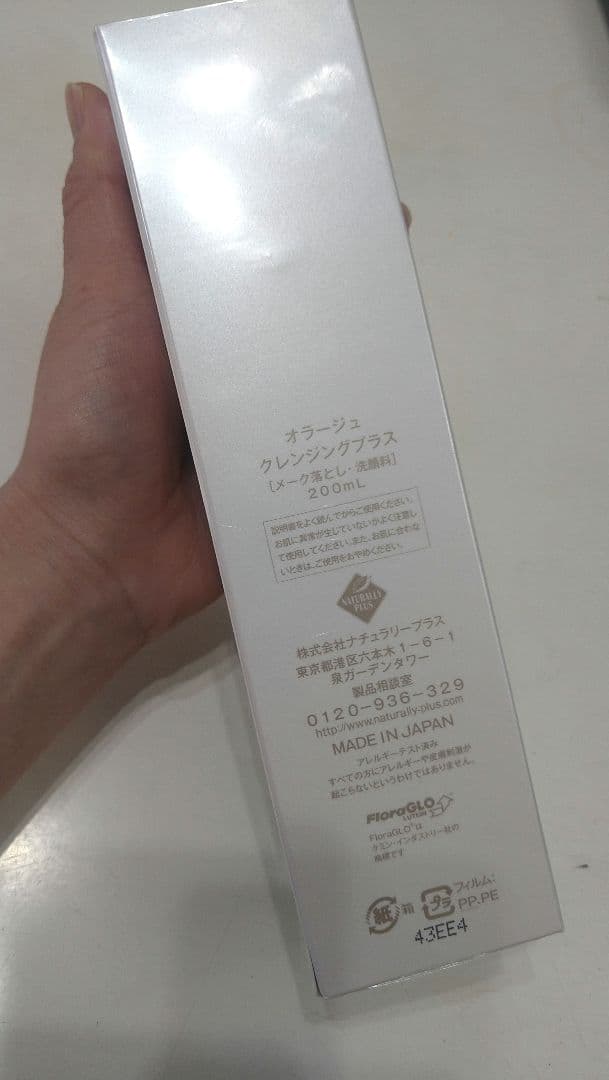 オラージュ
クレンジングプラス
[メーク落とし・洗顔料]
200mL
説明書をよく読んでからご使用ください。
お肌に異常が生じていないかよく注意し
て使用してください。また、お肌に合わな
いときは、ご使用をおやめください。
NATURALLY
PLUS
株式会社ナチュラリープラス
東京都港区六本木1-6-1
泉ガーデンタワー
製品相談室
0120-936-329
http://www.naturally-plus.com
MADE IN JAPAN
アレルギーテスト済み
すべての方にアレルギーや皮膚刺激が
起こらないというわけではありません。
FloraGLO
LUTEIN
FloraGLO®は
ケミン・インダストリー社の
商標です
紙 箱 プラ フィルム:
PP.PE
43EE4